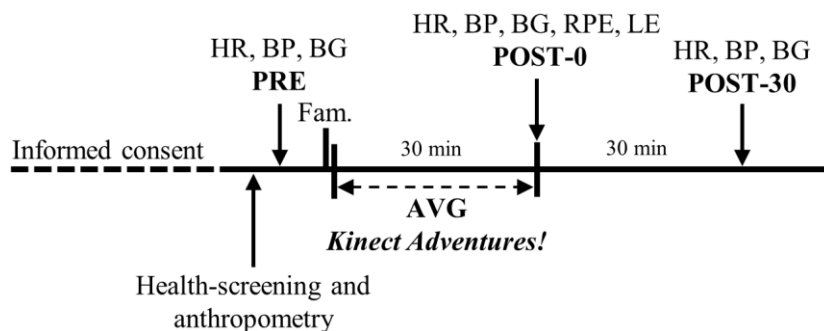 HR, BP, BG, RPE, LE
POST-0
HR, BP, BG
PRE
HR, BP, BG
POST-30
Fam.
Informed consent
30 min
30 min
AVG
Kinect Adventures!
Health-screening and
anthropometry